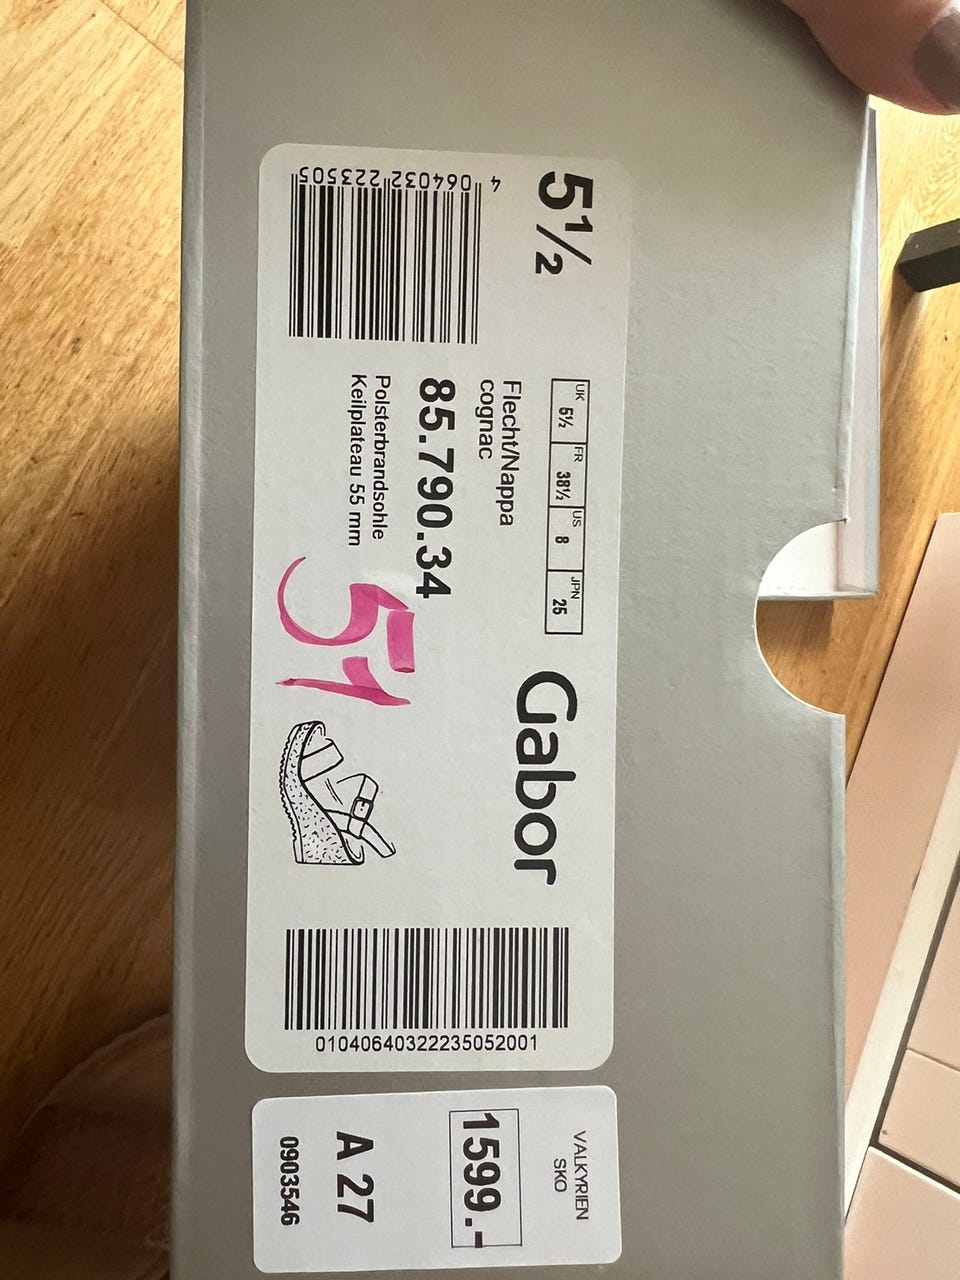 5½
4 064032 223505
UK 5½ FR 38½ US 8 JPN 25
Flecht/Nappa
cognac
85.790.34
Polsterbrandsohle
Keilplateau 55 mm
Gabor
01040640322235052001
VALKYRIEN
SKO
1599.-
A 27
0903546